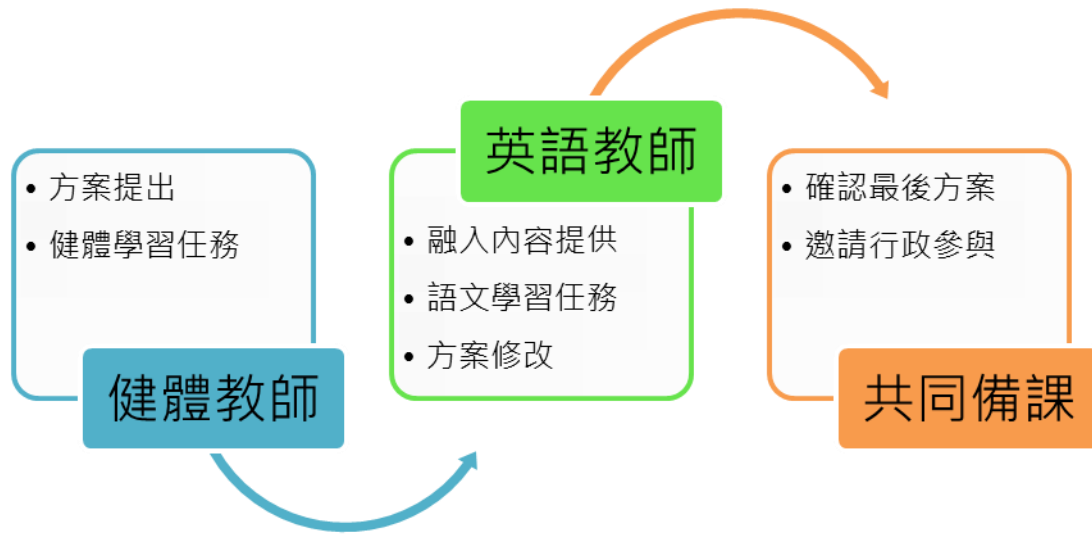 • 方案提出
• 健體學習任務
健體教師
英語教師
• 融入內容提供
• 語文學習任務
• 方案修改
• 確認最後方案
• 邀請行政參與
共同備課